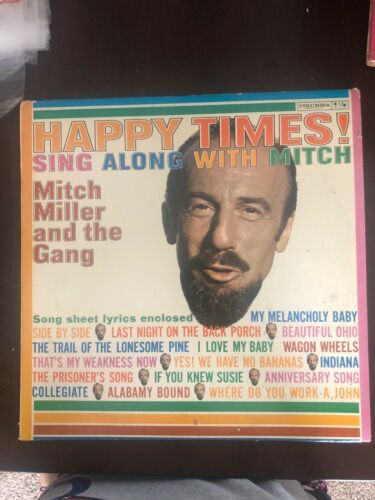 COLUMBIA
HAPPY TIMES!
SING ALONG WITH MITCH
Mitch
Miller
and the
Gang
Song sheet lyrics enclosed MY MELANCHOLY BABY
SIDE BY SIDE LAST NIGHT ON THE BACK PORCH BEAUTIFUL OHIO
THE TRAIL OF THE LONESOME PINE I LOVE MY BABY WAGON WHEELS
THAT'S MY WEAKNESS NOW YES! WE HAVE NO BANANAS INDIANA
THE PRISONER'S SONG IF YOU KNEW SUSIE ANNIVERSARY SONG
COLLEGIATE ALABAMY BOUND WHERE DO YOU WORK-A, JOHN